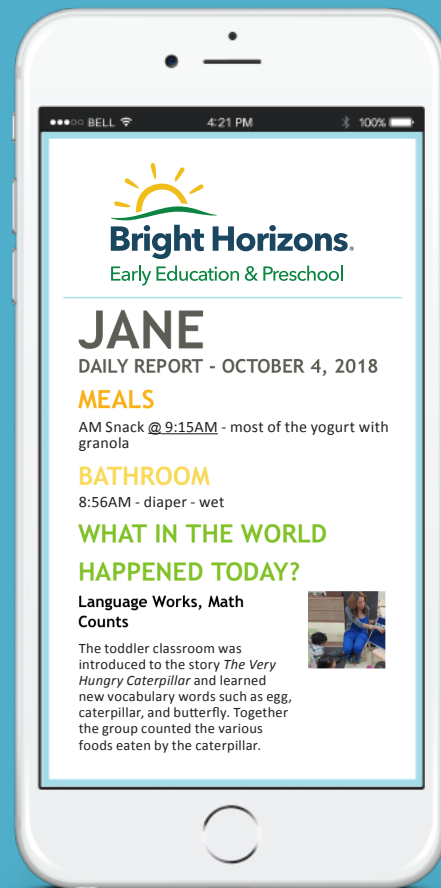 BELL
4:21 PM
100%
Bright Horizons.
Early Education & Preschool
JANE
DAILY REPORT - OCTOBER 4, 2018
MEALS
AM Snack @ 9:15AM - most of the yogurt with
granola
BATHROOM
8:56AM - diaper - wet
WHAT IN THE WORLD
HAPPENED TODAY?
Language Works, Math
Counts
The toddler classroom was
introduced to the story The Very
Hungry Caterpillar and learned
new vocabulary words such as egg,
caterpillar, and butterfly. Together
the group counted the various
foods eaten by the caterpillar.